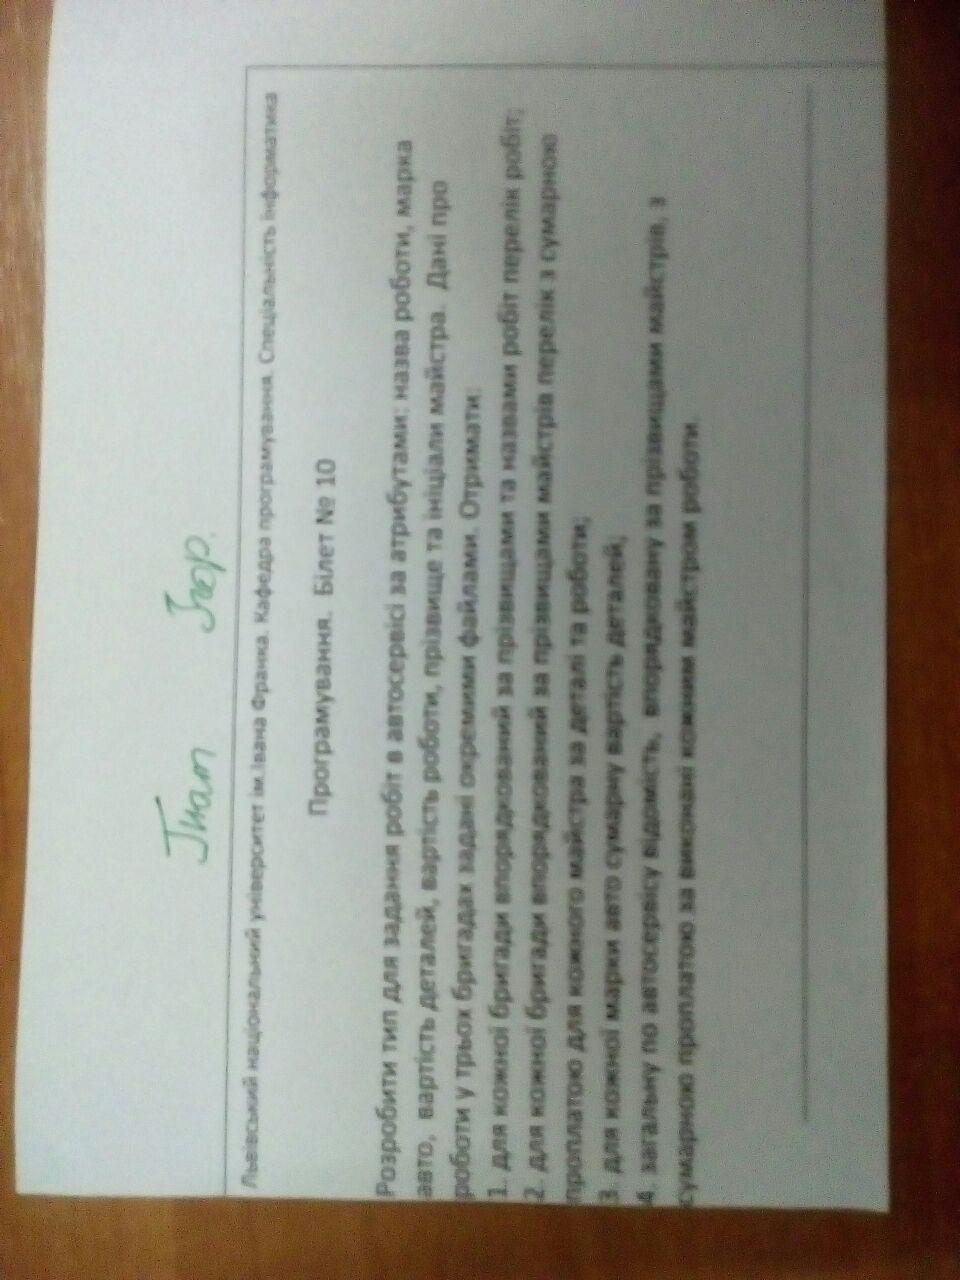 Гнат Ігор.
Львівський національний університет ім.Івана Франка. Кафедра програмування. Спеціальність інформатика
Програмування. Білет № 10
Розробити тип для задання робіт в автосервісі за атрибутами: назва роботи, марка
авто, вартість деталей, вартість роботи, прізвище та ініціали майстра. Дані про
роботи у трьох бригадах задані окремими файлами. Отримати:
1. для кожної бригади впорядкований за прізвищами та назвами робіт перелік робіт;
2. для кожної бригади впорядкований за прізвищами майстрів перелік з сумарною
проплатою для кожного майстра за деталі та роботи;
3. для кожної марки авто сумарну вартість деталей;
4. загальну по автосервісу відомість, впорядковану за прізвищами майстрів, з
сумарною проплатою за виконані кожним майстром роботи.